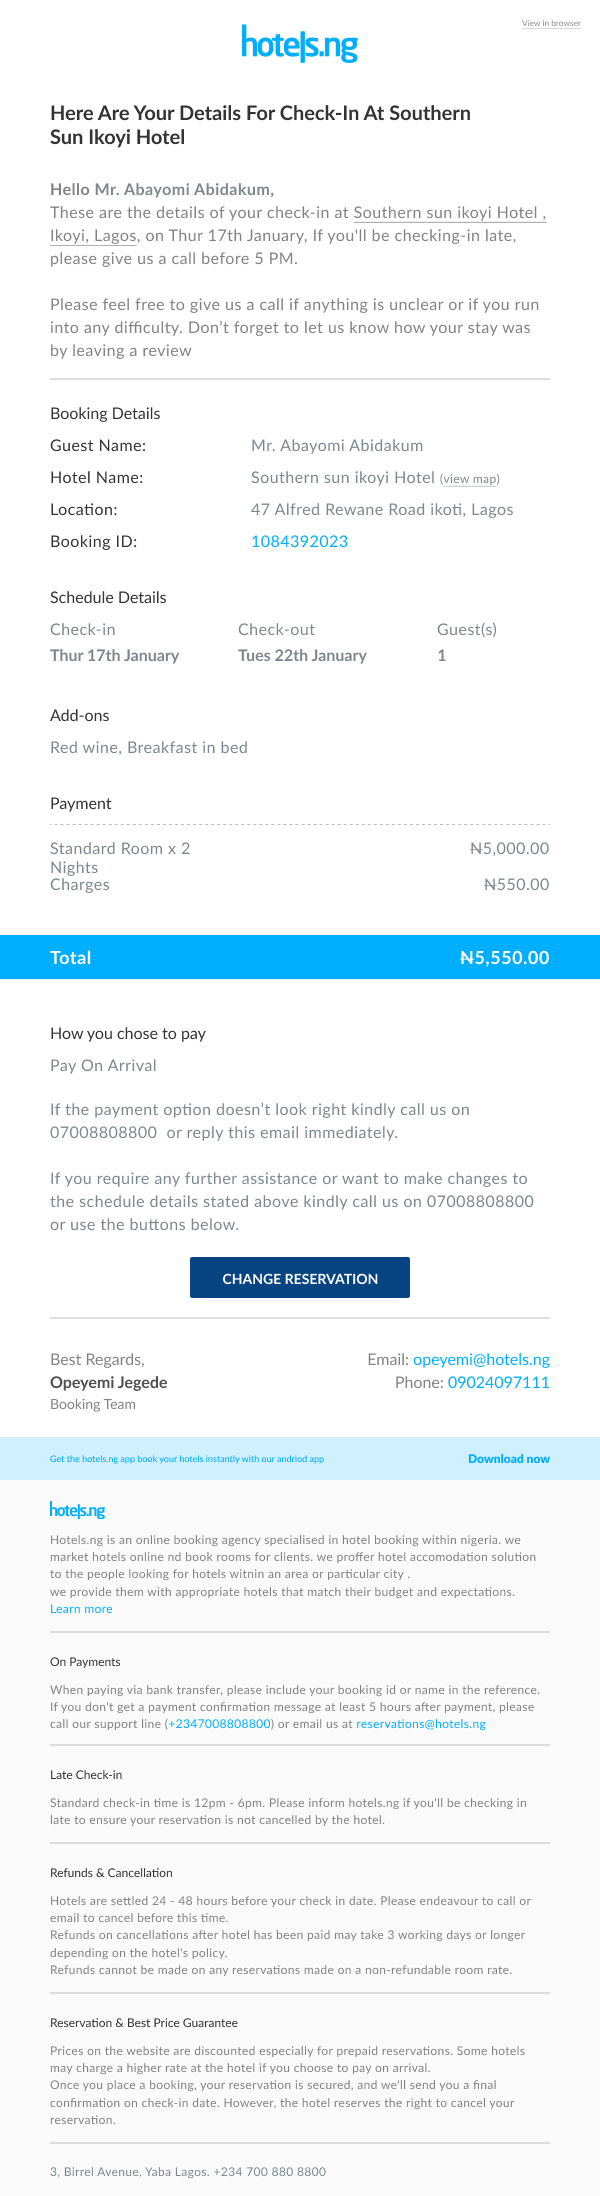 View in browser
hotels.ng
Here Are Your Details For Check-In At Southern
Sun Ikoyi Hotel
Hello Mr. Abayomi Abidakum,
These are the details of your check-in at Southern sun ikoyi Hotel ,
Ikoyi, Lagos, on Thur 17th January, If you'll be checking-in late,
please give us a call before 5 PM.
Please feel free to give us a call if anything is unclear or if you run
into any difficulty. Don’t forget to let us know how your stay was
by leaving a review
Booking Details
Guest Name: Mr. Abayomi Abidakum
Hotel Name: Southern sun ikoyi Hotel (view map)
Location: 47 Alfred Rewane Road ikoti, Lagos
Booking ID: 1084392023
Schedule Details
Check-in Check-out Guest(s)
Thur 17th January Tues 22th January 1
Add-ons
Red wine, Breakfast in bed
Payment
Standard Room x 2 ₦5,000.00
Nights
Charges ₦550.00
Total ₦5,550.00
How you chose to pay
Pay On Arrival
If the payment option doesn’t look right kindly call us on
07008808800 or reply this email immediately.
If you require any further assistance or want to make changes to
the schedule details stated above kindly call us on 07008808800
or use the buttons below.
CHANGE RESERVATION
Best Regards, Email: opeyemi@hotels.ng
Opeyemi Jegede Phone: 09024097111
Booking Team
Get the hotels.ng app book your hotels instantly with our andriod app Download now
hotels.ng
Hotels.ng is an online booking agency specialised in hotel booking within nigeria. we
market hotels online nd book rooms for clients. we proffer hotel accomodation solution
to the people looking for hotels witnin an area or particular city .
we provide them with appropriate hotels that match their budget and expectations.
Learn more
On Payments
When paying via bank transfer, please include your booking id or name in the reference.
If you don't get a payment confirmation message at least 5 hours after payment, please
call our support line (+2347008808800) or email us at reservations@hotels.ng
Late Check-in
Standard check-in time is 12pm - 6pm. Please inform hotels.ng if you'll be checking in
late to ensure your reservation is not cancelled by the hotel.
Refunds & Cancellation
Hotels are settled 24 - 48 hours before your check in date. Please endeavour to call or
email to cancel before this time.
Refunds on cancellations after hotel has been paid may take 3 working days or longer
depending on the hotel's policy.
Refunds cannot be made on any reservations made on a non-refundable room rate.
Reservation & Best Price Guarantee
Prices on the website are discounted especially for prepaid reservations. Some hotels
may charge a higher rate at the hotel if you choose to pay on arrival.
Once you place a booking, your reservation is secured, and we'll send you a final
confirmation on check-in date. However, the hotel reserves the right to cancel your
reservation.
3, Birrel Avenue, Yaba Lagos. +234 700 880 8800